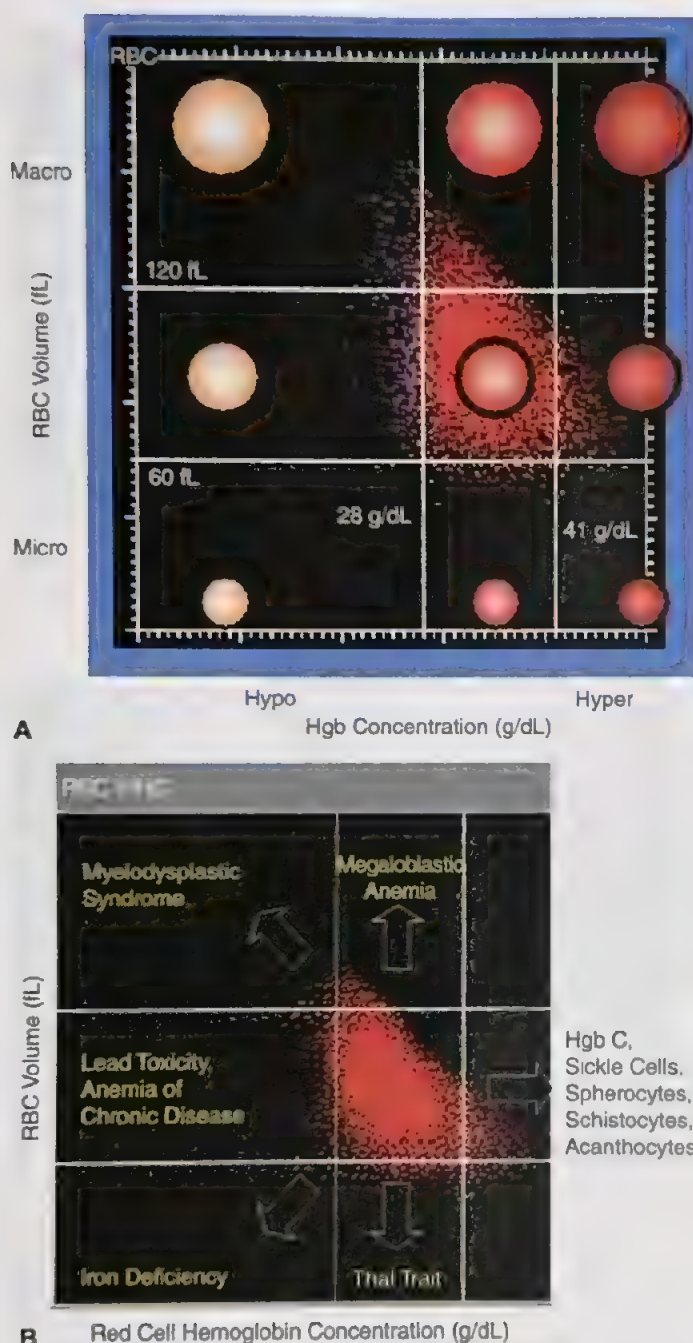 RBC
Macro
RBC Volume (fL)
120 fL
60 fL
28 g/dL
41 g/dL
Micro
Hypo
Hyper
A
Hgb Concentration (g/dL)
Myelodysplastic
Syndrome
Megaloblastic
Anemia
RBC Volume (fL)
Lead Toxicity,
Anemia of
Chronic Disease
Hgb C,
Sickle Cells,
Spherocytes,
Schistocytes,
Acanthocytes
Iron Deficiency
Thal Trait
B
Red Cell Hemoglobin Concentration (g/dL)